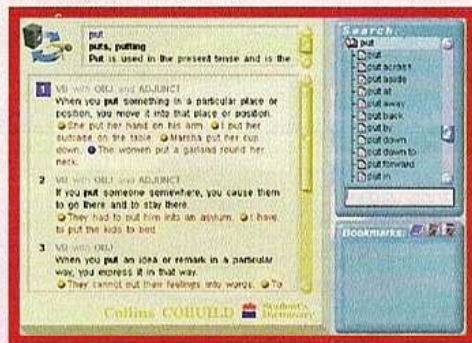 put
puts, putting
Put is used in the present tense and is the
1 VB with OBJ and ADJUNCT
When you put something in a particular place or
position, you move it into that place or position.
She put her hand on his arm. I put her
suitcase on the table. Marsha put her cup
down. The women put a garland round her
neck.
2 VB with OBJ and ADJUNCT
If you put someone somewhere, you cause them
to go there and to stay there.
They had to put him into an asylum. I have
to put the kids to bed.
3 VB with OBJ
When you put an idea or remark in a particular
way, you express it in that way.
They cannot put their feelings into words. To
Collins COBUILD Student's
Dictionary
Search:
put
put
put across
put aside
put at
put away
put back
put by
put down
put down to
put forward
put in
Bookmarks: